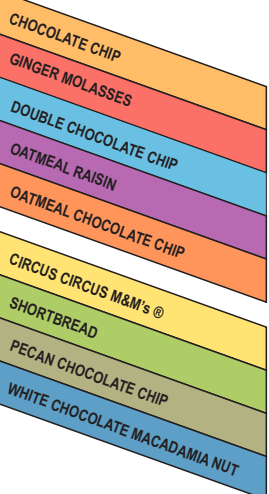 CHOCOLATE CHIP
GINGER MOLASSES
DOUBLE CHOCOLATE CHIP
OATMEAL RAISIN
OATMEAL CHOCOLATE CHIP
CIRCUS CIRCUS M&M's ®
SHORTBREAD
PECAN CHOCOLATE CHIP
WHITE CHOCOLATE MACADAMIA NUT